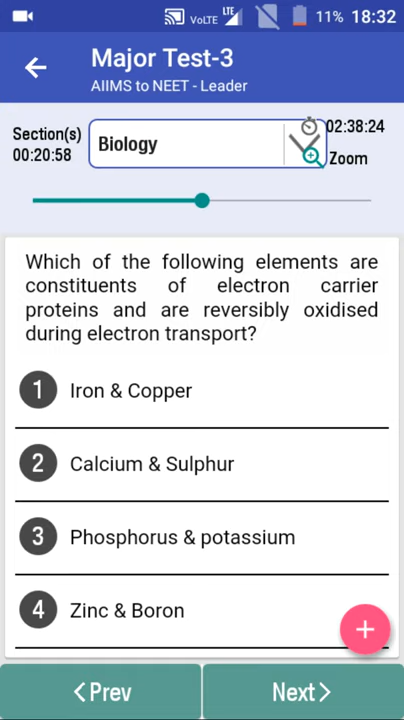 VoLTE LTE 11% 18:32
Major Test-3
AIIMS to NEET - Leader
Section(s)
00:20:58
Biology
02:38:24
Zoom
Which of the following elements are
constituents of electron carrier
proteins and are reversibly oxidised
during electron transport?
1 Iron & Copper
2 Calcium & Sulphur
3 Phosphorus & potassium
4 Zinc & Boron
+
<Prev Next>